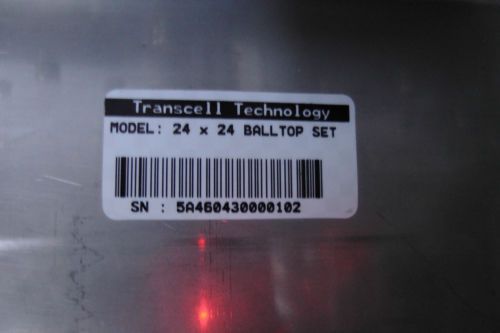 Transcell Technology
MODEL: 24 x 24 BALLTOP SET
SN : 5A460430000102